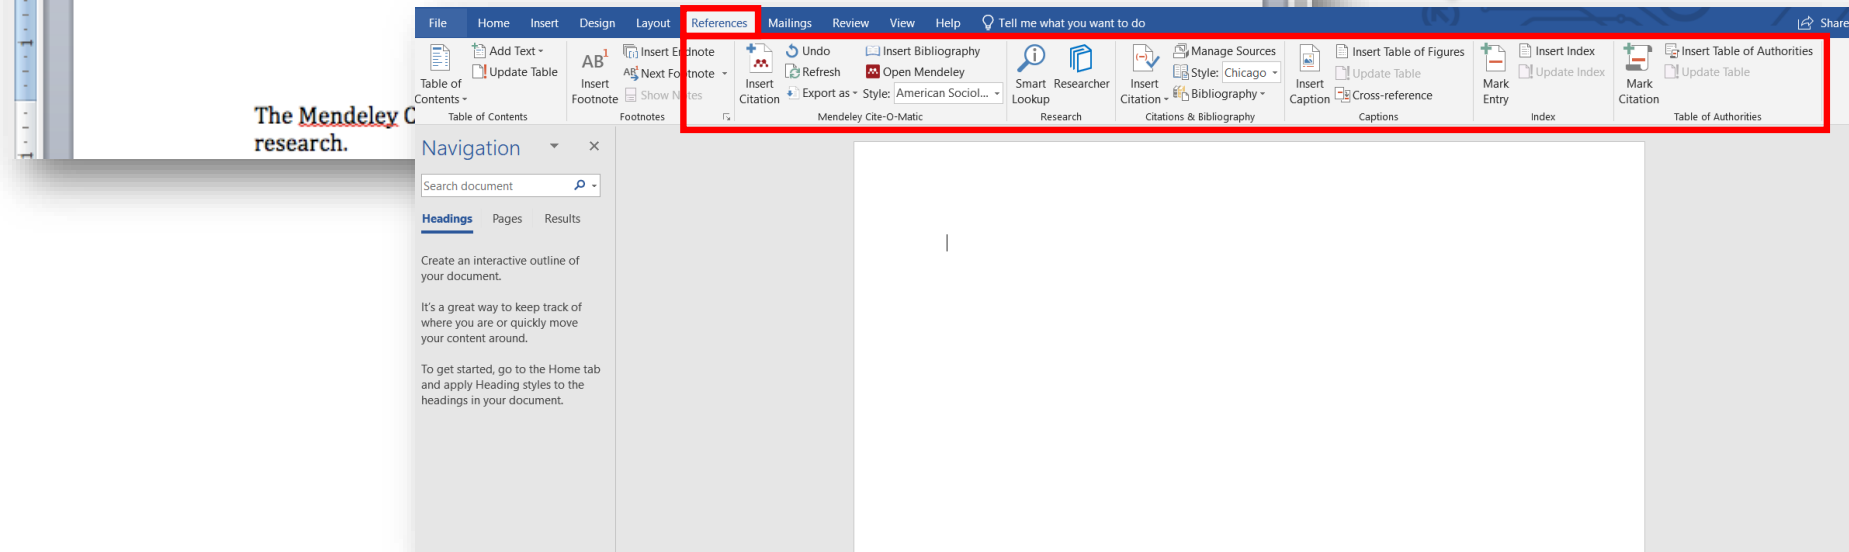 The Mendeley C
research.
File Home Insert Design Layout References Mailings Review View Help Tell me what you want to do Share
Table of Contents
Add Text
Update Table
Table of Contents
AB1
Insert Footnote
Insert Endnote
Next Footnote
Show Notes
Footnotes
Insert Citation
Undo
Refresh
Export as
Insert Bibliography
Open Mendeley
Style: American Sociol...
Mendeley Cite-O-Matic
Smart Lookup
Researcher
Research
Insert Citation
Manage Sources
Style: Chicago
Bibliography
Citations & Bibliography
Insert Caption
Insert Table of Figures
Update Table
Cross-reference
Captions
Mark Entry
Insert Index
Update Index
Index
Mark Citation
Insert Table of Authorities
Update Table
Table of Authorities
Navigation
Search document
Headings Pages Results
Create an interactive outline of
your document.
It's a great way to keep track of
where you are or quickly move
your content around.
To get started, go to the Home tab
and apply Heading styles to the
headings in your document.